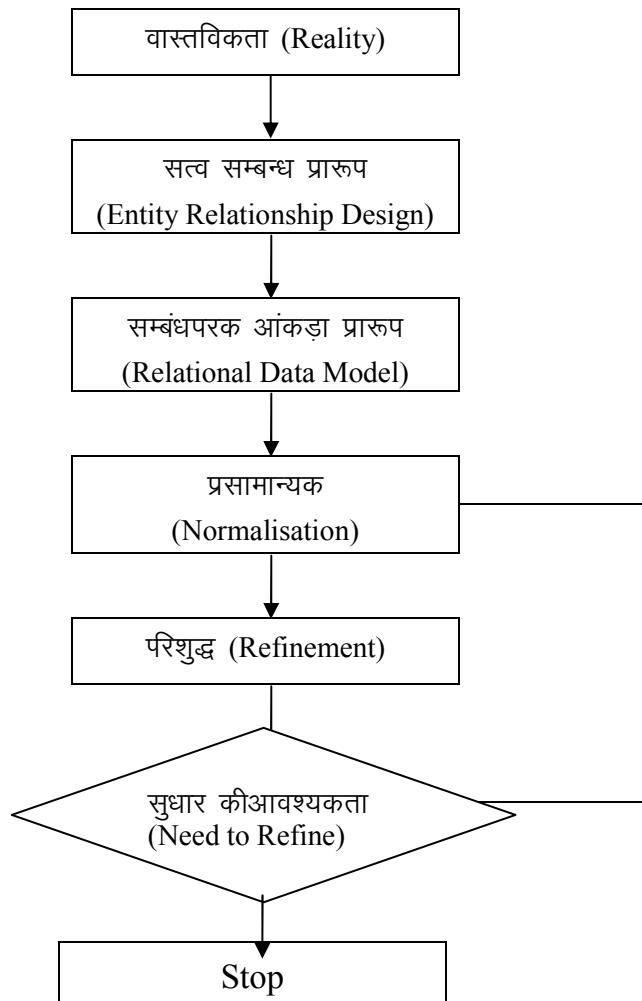 वास्तविकता (Reality)
सत्व सम्बन्ध प्रारूप
(Entity Relationship Design)
सम्बंधपरक आंकड़ा प्रारूप
(Relational Data Model)
प्रसामान्यक
(Normalisation)
परिशुद्ध (Refinement)
सुधार कीआवश्यकता
(Need to Refine)
Stop